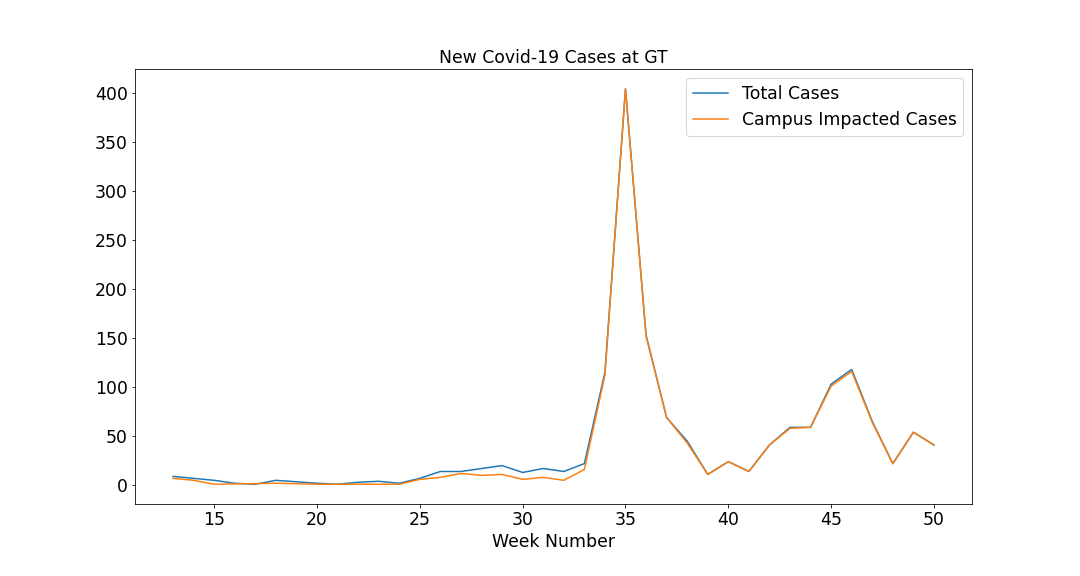 New Covid-19 Cases at GT
Total Cases
Campus Impacted Cases
400
350
300
250
200
150
100
50
0
15 20 25 30 35 40 45 50
Week Number